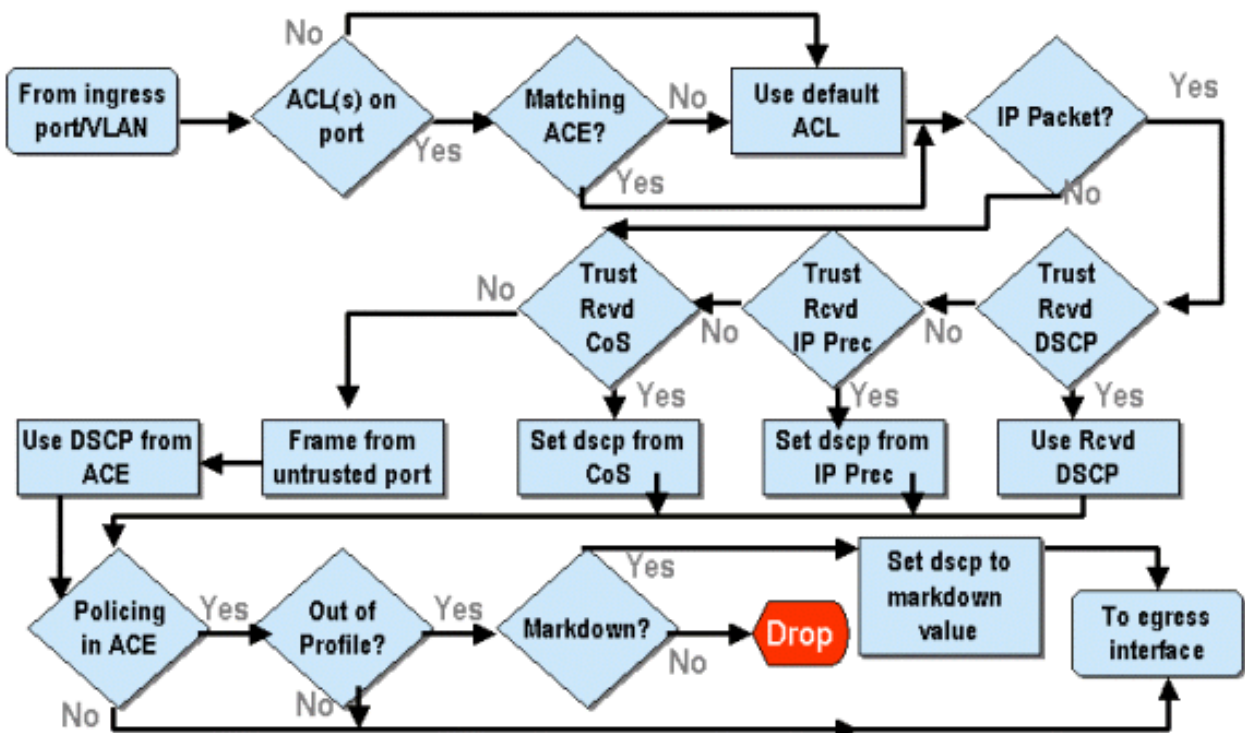 No
From ingress
port/VLAN
ACL(s) on
port
Yes
Matching
ACE?
No
Yes
Use default
ACL
IP Packet?
Yes
No
Trust
Rcvd
CoS
No
Yes
Trust
Rcvd
IP Prec
No
Yes
Trust
Rcvd
DSCP
No
Yes
Use DSCP from
ACE
Frame from
untrusted port
Set dscp from
CoS
Set dscp from
IP Prec
Use Rcvd
DSCP
Policing
in ACE
Yes
No
Out of
Profile?
Yes
No
Markdown?
Yes
No
Drop
Set dscp to
markdown
value
To egress
interface